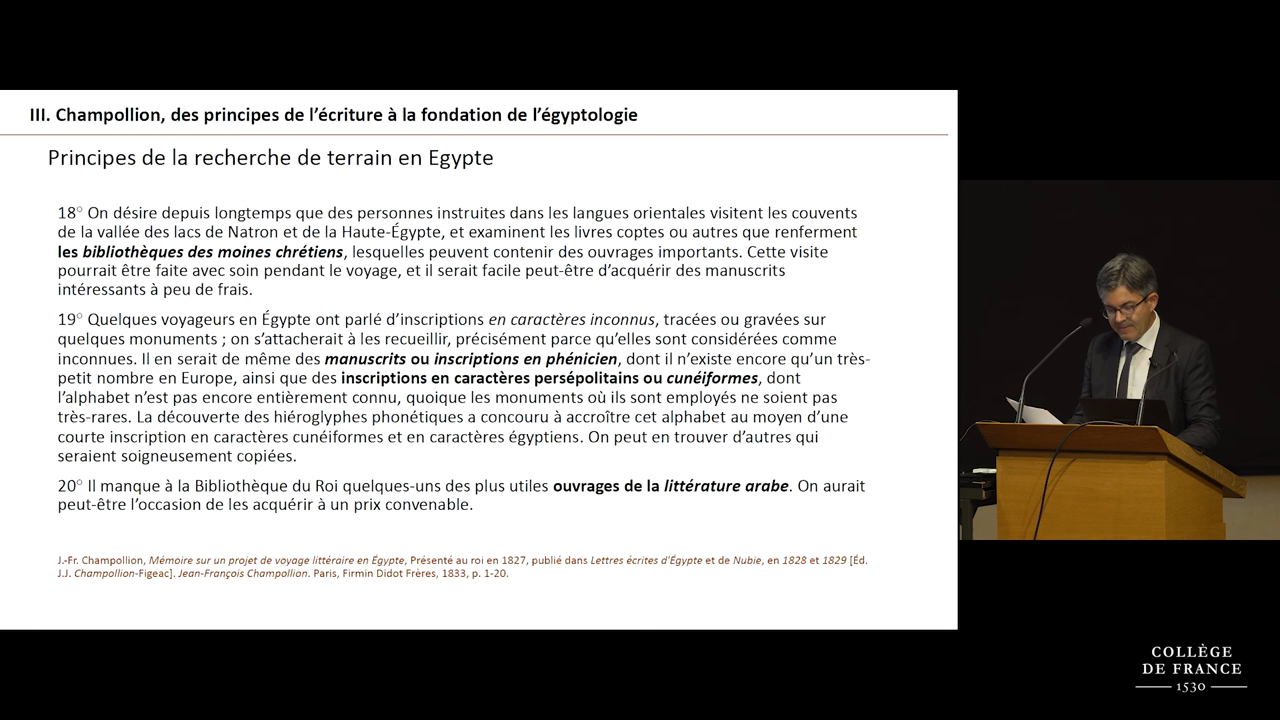 III. Champollion, des principes de l’écriture à la fondation de l’égyptologie
Principes de la recherche de terrain en Egypte
18° On désire depuis longtemps que des personnes instruites dans les langues orientales visitent les couvents
de la vallée des lacs de Natron et de la Haute-Égypte, et examinent les livres coptes ou autres que renferment
les bibliothèques des moines chrétiens, lesquelles peuvent contenir des ouvrages importants. Cette visite
pourrait être faite avec soin pendant le voyage, et il serait facile peut-être d’acquérir des manuscrits
intéressants à peu de frais.
19° Quelques voyageurs en Égypte ont parlé d’inscriptions en caractères inconnus, tracées ou gravées sur
quelques monuments ; on s’attacherait à les recueillir, précisément parce qu’elles sont considérées comme
inconnues. Il en serait de même des manuscrits ou inscriptions en phénicien, dont il n’existe encore qu’un très-
petit nombre en Europe, ainsi que des inscriptions en caractères persépolitains ou cunéiformes, dont
l’alphabet n’est pas encore entièrement connu, quoique les monuments où ils sont employés ne soient pas
très-rares. La découverte des hiéroglyphes phonétiques a concouru à accroître cet alphabet au moyen d’une
courte inscription en caractères cunéiformes et en caractères égyptiens. On peut en trouver d’autres qui
seraient soigneusement copiées.
20° Il manque à la Bibliothèque du Roi quelques-uns des plus utiles ouvrages de la littérature arabe. On aurait
peut-être l’occasion de les acquérir à un prix convenable.
J.-Fr. Champollion, Mémoire sur un projet de voyage littéraire en Égypte, Présenté au roi en 1827, publié dans Lettres écrites d'Égypte et de Nubie, en 1828 et 1829 [Éd.
J.J. Champollion-Figeac]. Jean-François Champollion. Paris, Firmin Didot Frères, 1833, p. 1-20.
COLLÈGE
DE FRANCE
1530